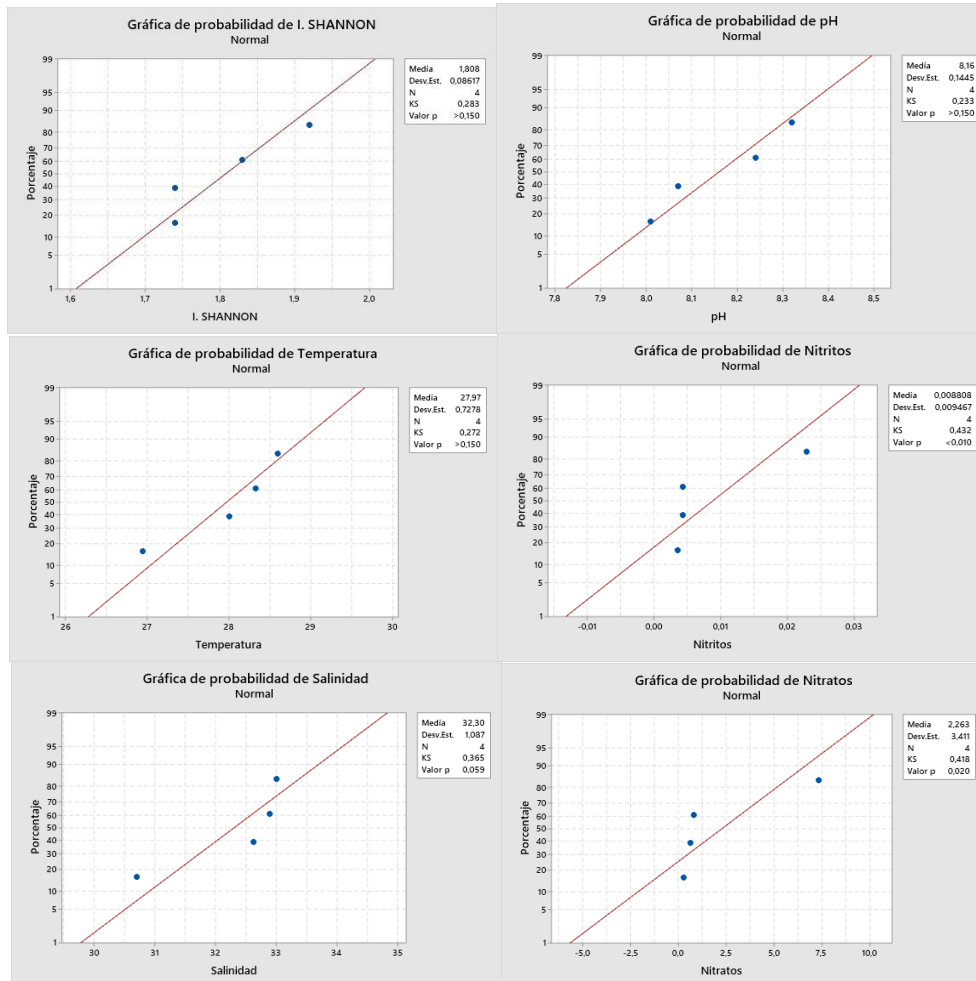 Gráfica de probabilidad de I. SHANNON
Normal
99
95
90
80
70
60
50
40
30
20
10
5
1
Porcentaje
1,6 1,7 1,8 1,9 2,0
I. SHANNON
Media 1,808
Desv.Est. 0,08617
N 4
KS 0,283
Valor p >0,150
Gráfica de probabilidad de pH
Normal
99
95
90
80
70
60
50
40
30
20
10
5
1
Porcentaje
7,8 7,9 8,0 8,1 8,2 8,3 8,4 8,5
pH
Media 8,16
Desv.Est. 0,1445
N 4
KS 0,233
Valor p >0,150
Gráfica de probabilidad de Temperatura
Normal
99
95
90
80
70
60
50
40
30
20
10
5
1
Porcentaje
26 27 28 29 30
Temperatura
Media 27,97
Desv.Est. 0,7278
N 4
KS 0,272
Valor p >0,150
Gráfica de probabilidad de Nitritos
Normal
99
95
90
80
70
60
50
40
30
20
10
5
1
Porcentaje
-0,01 0,00 0,01 0,02 0,03
Nitritos
Media 0,008808
Desv.Est. 0,009467
N 4
KS 0,432
Valor p <0,010
Gráfica de probabilidad de Salinidad
Normal
99
95
90
80
70
60
50
40
30
20
10
5
1
Porcentaje
30 31 32 33 34 35
Salinidad
Media 32,30
Desv.Est. 1,087
N 4
KS 0,365
Valor p 0,059
Gráfica de probabilidad de Nitratos
Normal
99
95
90
80
70
60
50
40
30
20
10
5
1
Porcentaje
-5,0 -2,5 0,0 2,5 5,0 7,5 10,0
Nitratos
Media 2,263
Desv.Est. 3,411
N 4
KS 0,418
Valor p 0,020